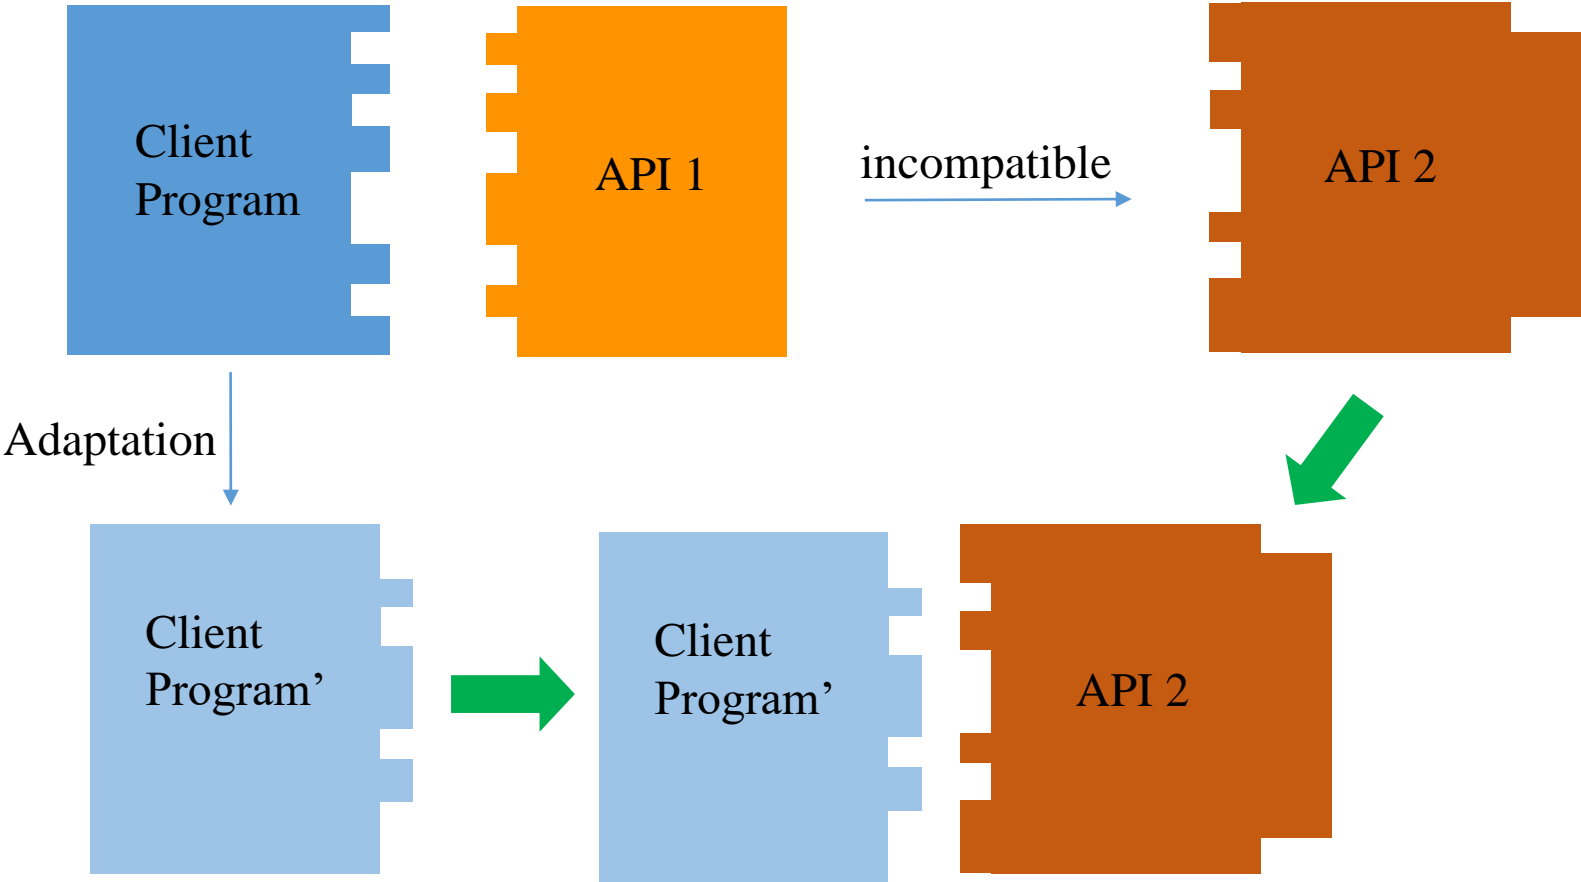 Client
Program
API 1
incompatible
API 2
Adaptation
Client
Program’
Client
Program’
API 2